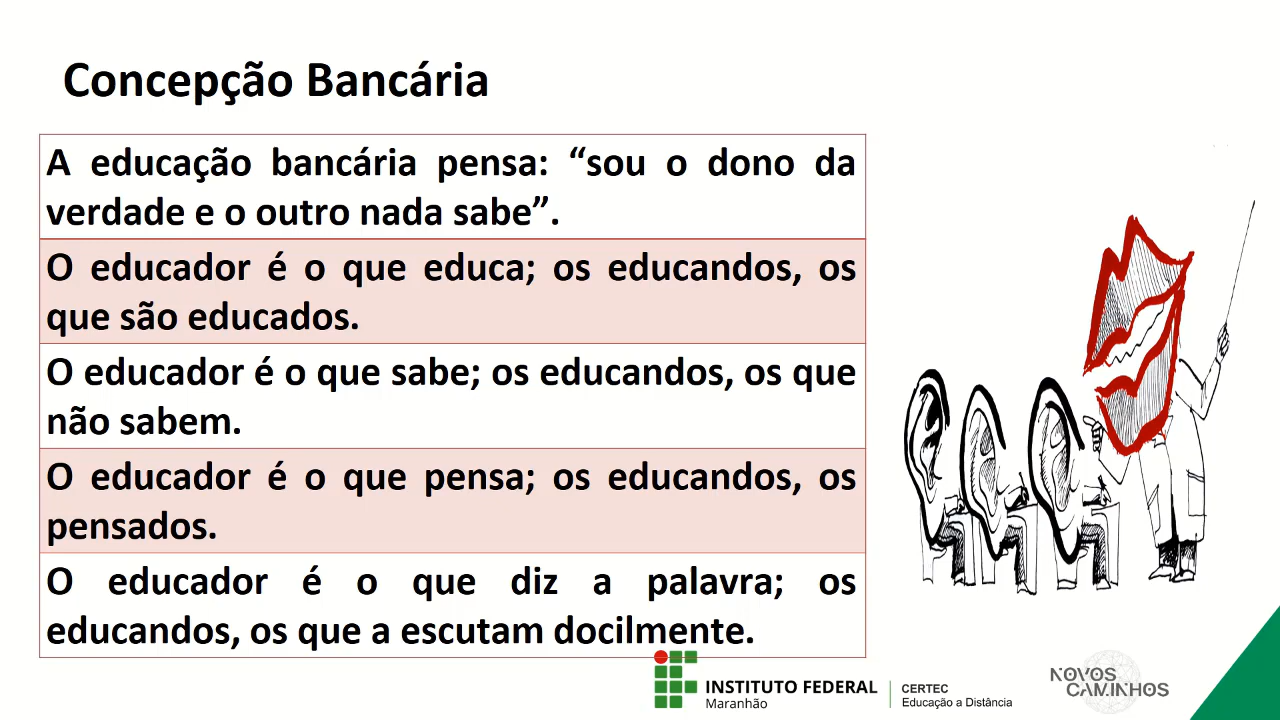 Concepção Bancária
A educação bancária pensa: “sou o dono da
verdade e o outro nada sabe”.
O educador é o que educa; os educandos, os
que são educados.
O educador é o que sabe; os educandos, os que
não sabem.
O educador é o que pensa; os educandos, os
pensados.
O educador é o que diz a palavra; os
educandos, os que a escutam docilmente.
INSTITUTO FEDERAL
Maranhão
CERTEC
Educação a Distância
NOVOS
CAMINHOS